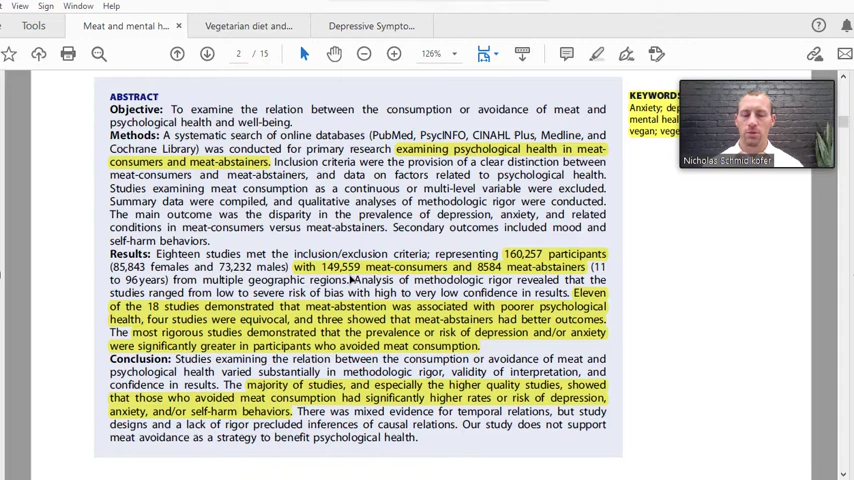 View Sign Window Help
Tools Meat and mental h... × Vegetarian diet and... Depressive Sympto...
2 / 15 126%
ABSTRACT
Objective: To examine the relation between the consumption or avoidance of meat and
psychological health and well-being.
Methods: A systematic search of online databases (PubMed, PsycINFO, CINAHL Plus, Medline, and
Cochrane Library) was conducted for primary research examining psychological health in meat-
consumers and meat-abstainers. Inclusion criteria were the provision of a clear distinction between
meat-consumers and meat-abstainers, and data on factors related to psychological health.
Studies examining meat consumption as a continuous or multi-level variable were excluded.
Summary data were compiled, and qualitative analyses of methodologic rigor were conducted.
The main outcome was the disparity in the prevalence of depression, anxiety, and related
conditions in meat-consumers versus meat-abstainers. Secondary outcomes included mood and
self-harm behaviors.
Results: Eighteen studies met the inclusion/exclusion criteria; representing 160,257 participants
(85,843 females and 73,232 males) with 149,559 meat-consumers and 8584 meat-abstainers (11
to 96 years) from multiple geographic regions. Analysis of methodologic rigor revealed that the
studies ranged from low to severe risk of bias with high to very low confidence in results. Eleven
of the 18 studies demonstrated that meat-abstention was associated with poorer psychological
health, four studies were equivocal, and three showed that meat-abstainers had better outcomes.
The most rigorous studies demonstrated that the prevalence or risk of depression and/or anxiety
were significantly greater in participants who avoided meat consumption.
Conclusion: Studies examining the relation between the consumption or avoidance of meat and
psychological health varied substantially in methodologic rigor, validity of interpretation, and
confidence in results. The majority of studies, and especially the higher quality studies, showed
that those who avoided meat consumption had significantly higher rates or risk of depression,
anxiety, and/or self-harm behaviors. There was mixed evidence for temporal relations, but study
designs and a lack of rigor precluded inferences of causal relations. Our study does not support
meat avoidance as a strategy to benefit psychological health.
KEYWORDS
Anxiety; de
mental hea
vegan; vege
Nicholas Schmidlkofer